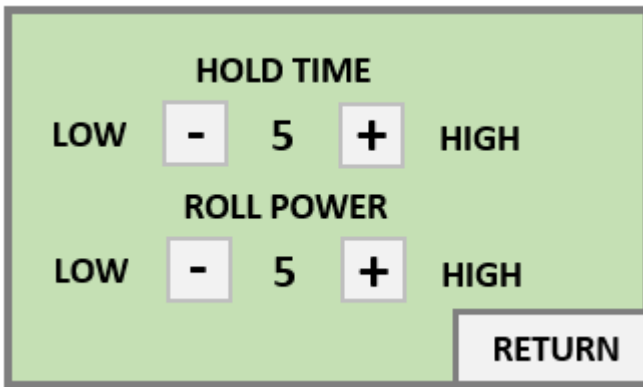 HOLD TIME
LOW - 5 + HIGH
ROLL POWER
LOW - 5 + HIGH
RETURN